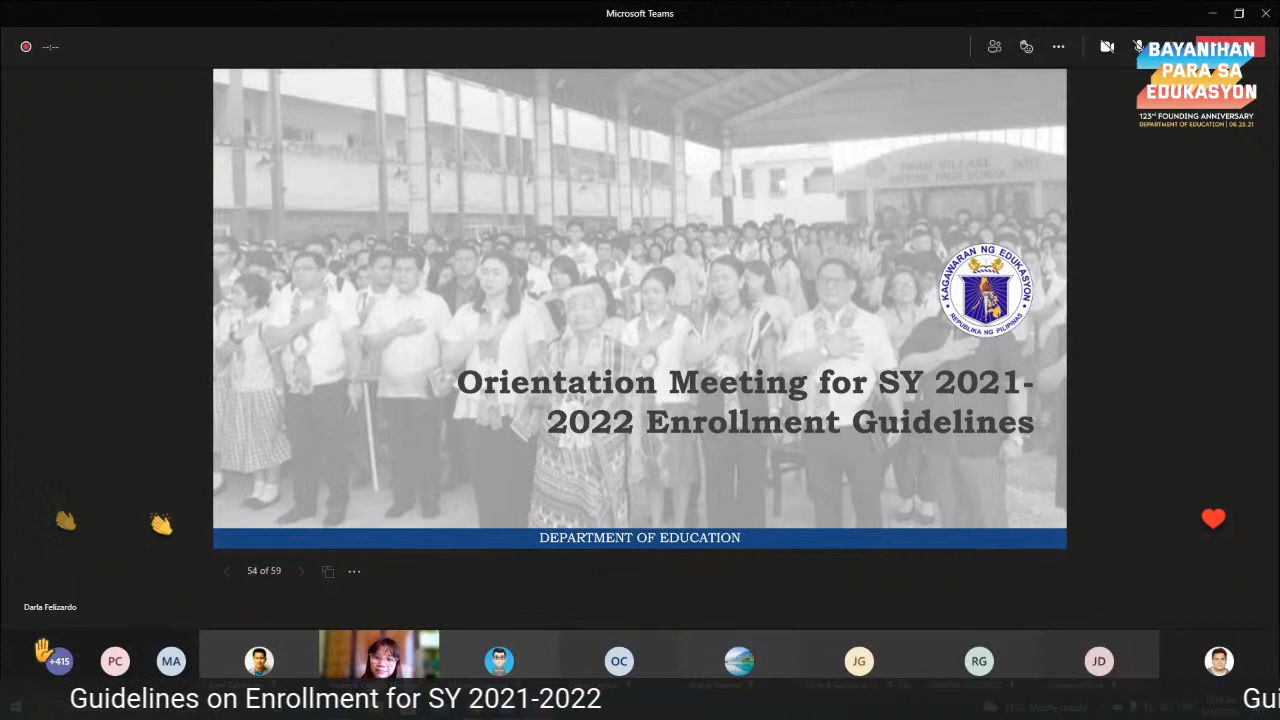 Microsoft Teams
--:--
BAYANIHAN
PARA SA
EDUKASYON
123rd FOUNDING ANNIVERSARY
DEPARTMENT OF EDUCATION | 06.23.21
KAGAWARAN NG EDUKASYON
REPUBLIKA NG PILIPINAS
Orientation Meeting for SY 2021-
2022 Enrollment Guidelines
DEPARTMENT OF EDUCATION
54 of 59
Darla Felizardo
+415
PC
MA
OC
JG
RG
JD
Guidelines on Enrollment for SY 2021-2022
Gui